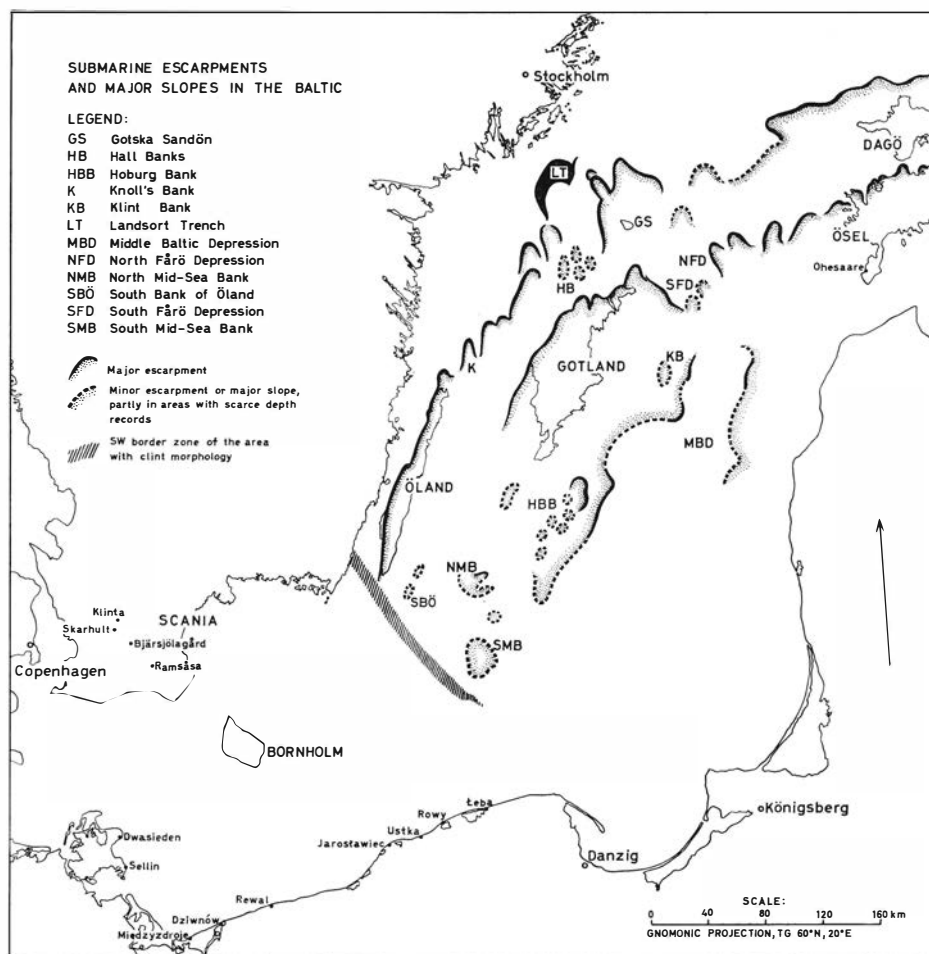 SUBMARINE ESCARPMENTS
AND MAJOR SLOPES IN THE BALTIC
LEGEND:
GS Gotska Sandön
HB Hall Banks
HBB Hoburg Bank
K Knoll's Bank
KB Klint Bank
LT Landsort Trench
MBD Middle Baltic Depression
NFD North Fårö Depression
NMB North Mid-Sea Bank
SBÖ South Bank of Öland
SFD South Fårö Depression
SMB South Mid-Sea Bank
Major escarpment
Minor escarpment or major slope,
partly in areas with scarce depth
records
SW border zone of the area
with clint morphology
Stockholm
DAGÖ
LT
GS
ÖSEL
NFD
Ohesaare
HB
SFD
K
GOTLAND
KB
MBD
ÖLAND
HBB
NMB
SBÖ
Klinta
SCANIA
Skarhult
Bjärsjölagård
SMB
Ramsåsa
Copenhagen
BORNHOLM
Łeba
Königsberg
Rowy
Ustka
Dwasieden
Jarosławiec
Danzig
Sellin
Rewal
SCALE:
Dziwnów
0 40 80 120 160 km
Międzyzdroje
GNOMONIC PROJECTION, TG 60°N, 20°E